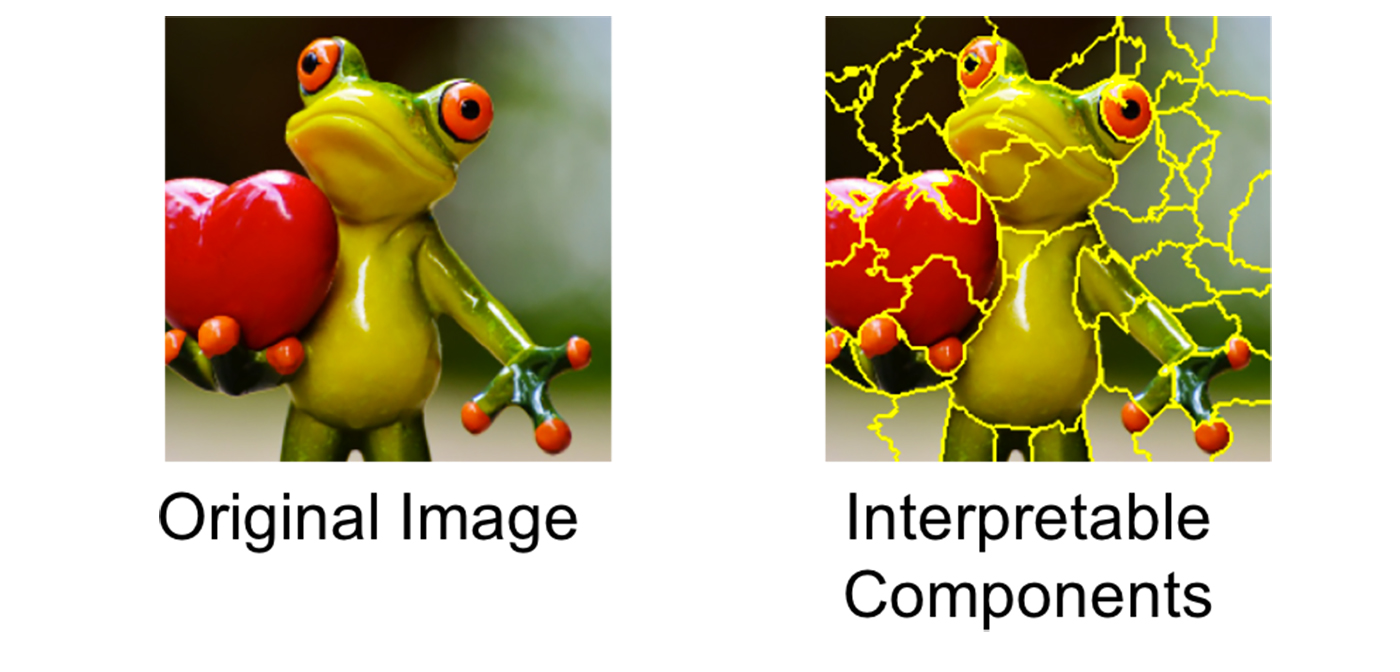 Original Image
Interpretable
Components